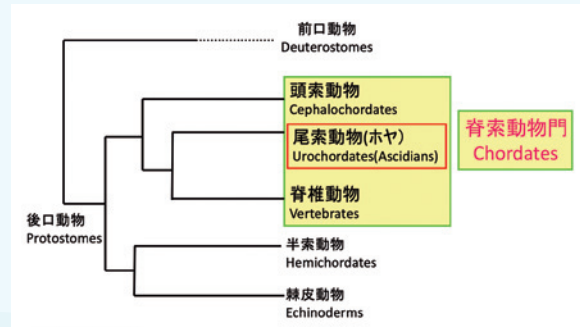 前口動物
Deuterostomes
頭索動物
Cephalochordates
尾索動物(ホヤ)
Urochordates(Ascidians)
脊索動物門
Chordates
脊椎動物
Vertebrates
後口動物
Protostomes
半索動物
Hemichordates
棘皮動物
Echinoderms